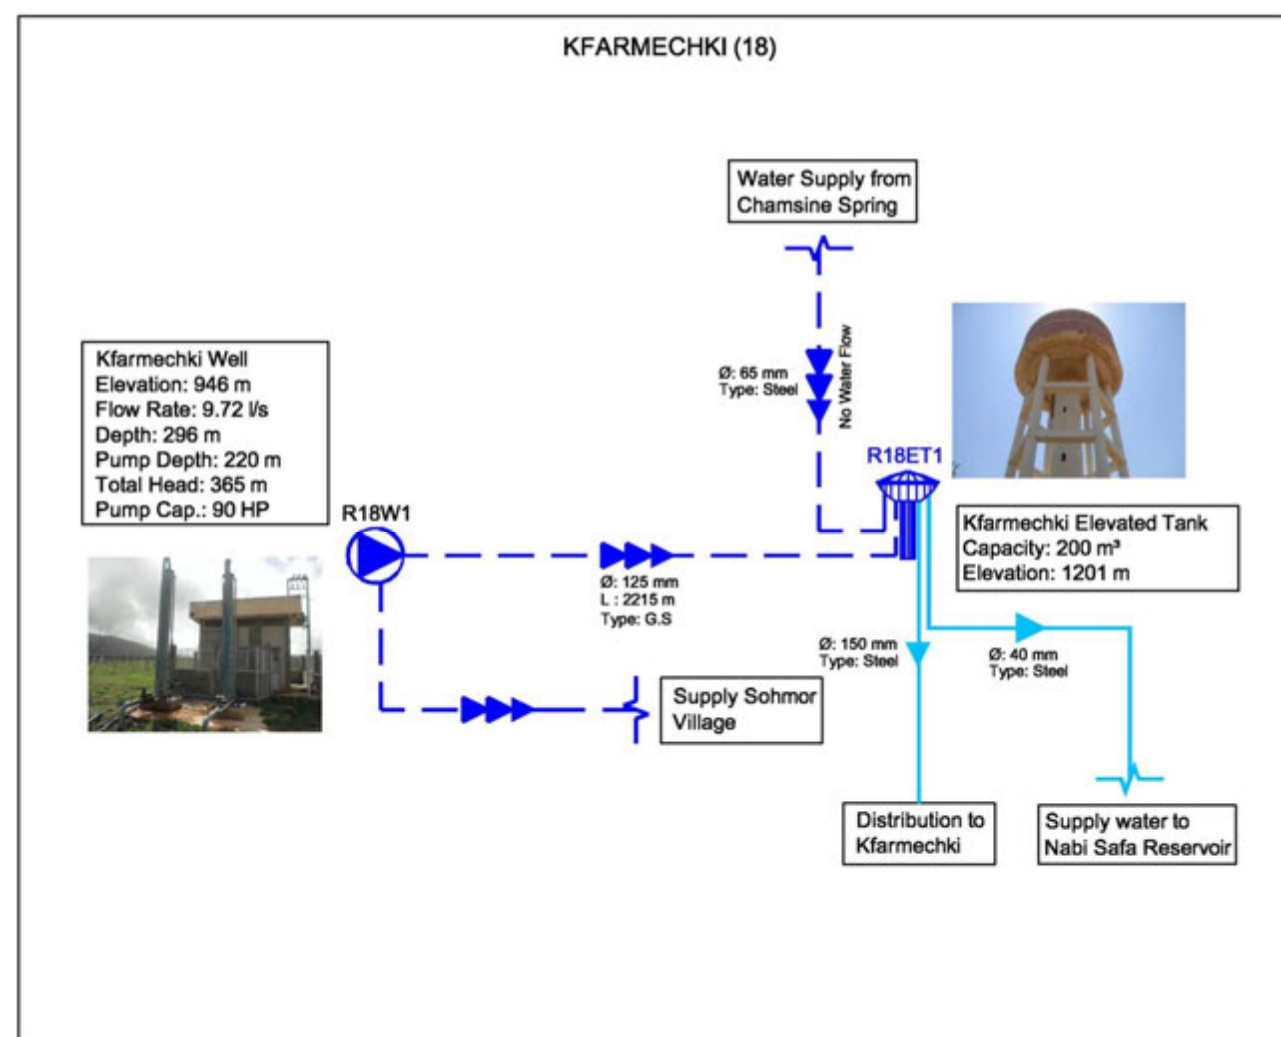 KFARMECHKI (18)
Water Supply from
Chamsine Spring
No Water Flow
Ø: 65 mm
Type: Steel
Kfarmechki Well
Elevation: 946 m
Flow Rate: 9.72 l/s
Depth: 296 m
Pump Depth: 220 m
Total Head: 365 m
Pump Cap.: 90 HP
R18W1
R18ET1
Kfarmechki Elevated Tank
Capacity: 200 m³
Elevation: 1201 m
Ø: 125 mm
L : 2215 m
Type: G.S
Ø: 150 mm
Type: Steel
Ø: 40 mm
Type: Steel
Supply Sohmor
Village
Distribution to
Kfarmechki
Supply water to
Nabi Safa Reservoir